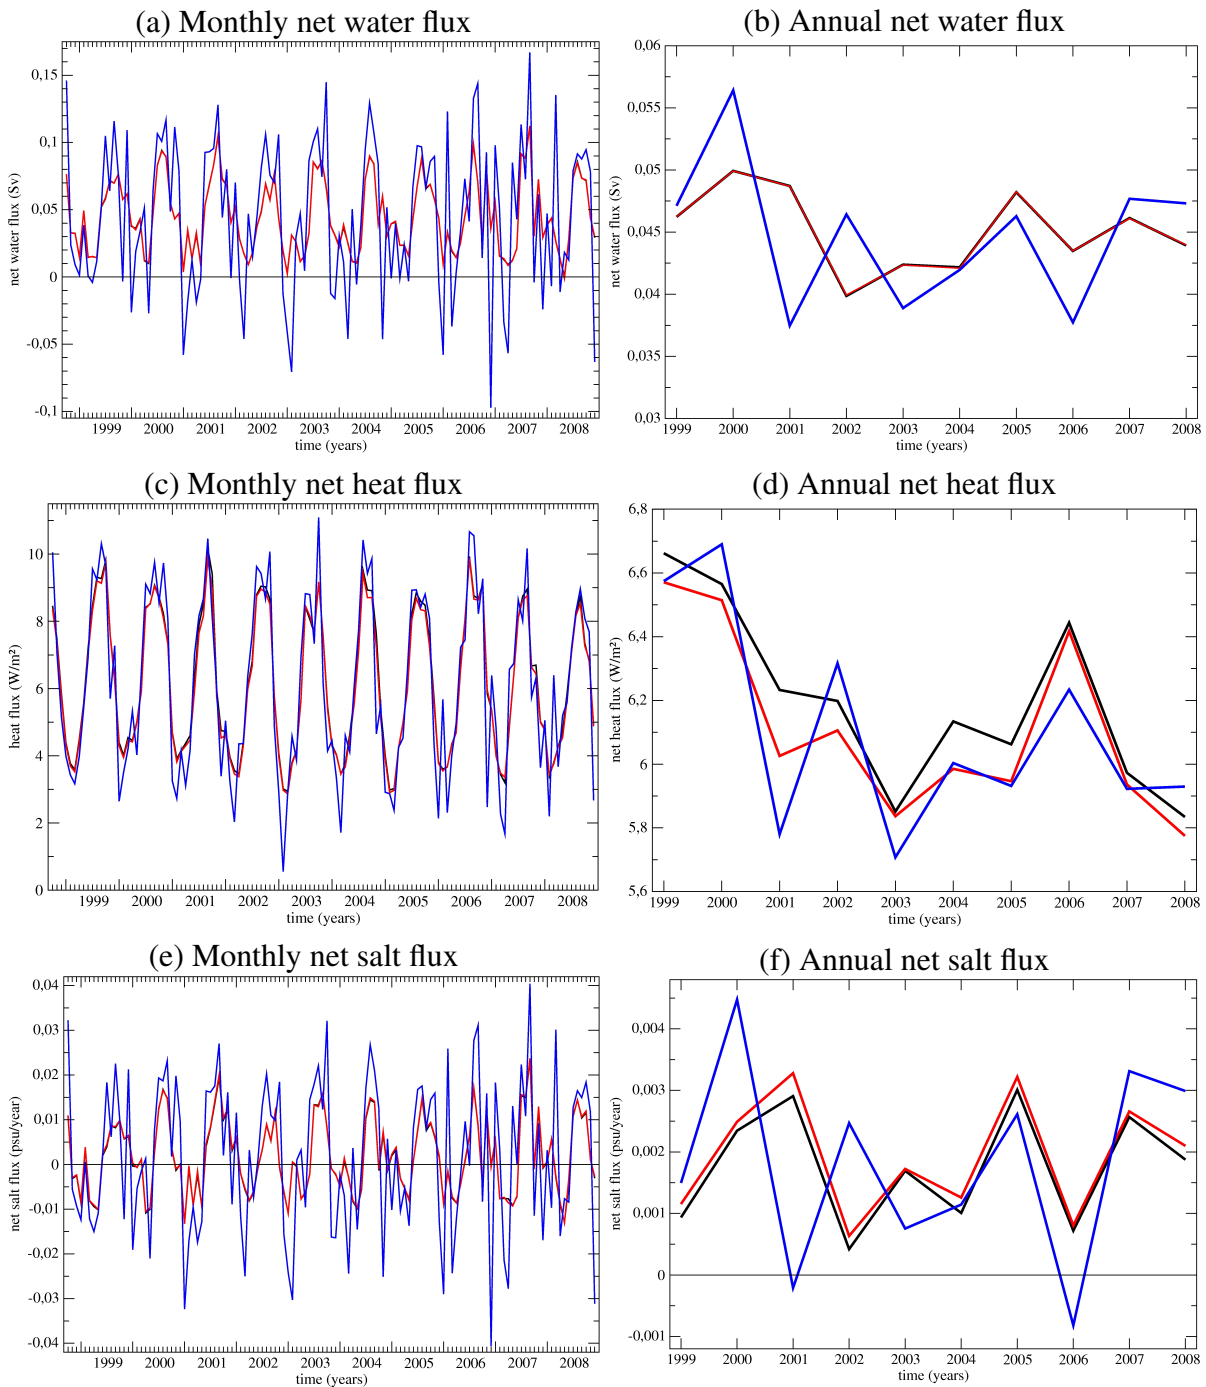 (a) Monthly net water flux
0,15
0,1
0,05
0
-0,05
-0,1
net water flux (Sv)
1999 2000 2001 2002 2003 2004 2005 2006 2007 2008
time (years)
(b) Annual net water flux
0,06
0,055
0,05
0,045
0,04
0,035
0,03
net water flux (Sv)
1999 2000 2001 2002 2003 2004 2005 2006 2007 2008
time (years)
(c) Monthly net heat flux
10
8
6
4
2
0
heat flux (W/m²)
1999 2000 2001 2002 2003 2004 2005 2006 2007 2008
time (years)
(d) Annual net heat flux
6,8
6,6
6,4
6,2
6
5,8
5,6
net heat flux (W/m²)
1999 2000 2001 2002 2003 2004 2005 2006 2007 2008
time (years)
(e) Monthly net salt flux
0,04
0,03
0,02
0,01
0
-0,01
-0,02
-0,03
-0,04
net salt flux (psu/year)
1999 2000 2001 2002 2003 2004 2005 2006 2007 2008
time (years)
(f) Annual net salt flux
0,004
0,003
0,002
0,001
0
-0,001
net salt flux (psu/year)
1999 2000 2001 2002 2003 2004 2005 2006 2007 2008
time (years)